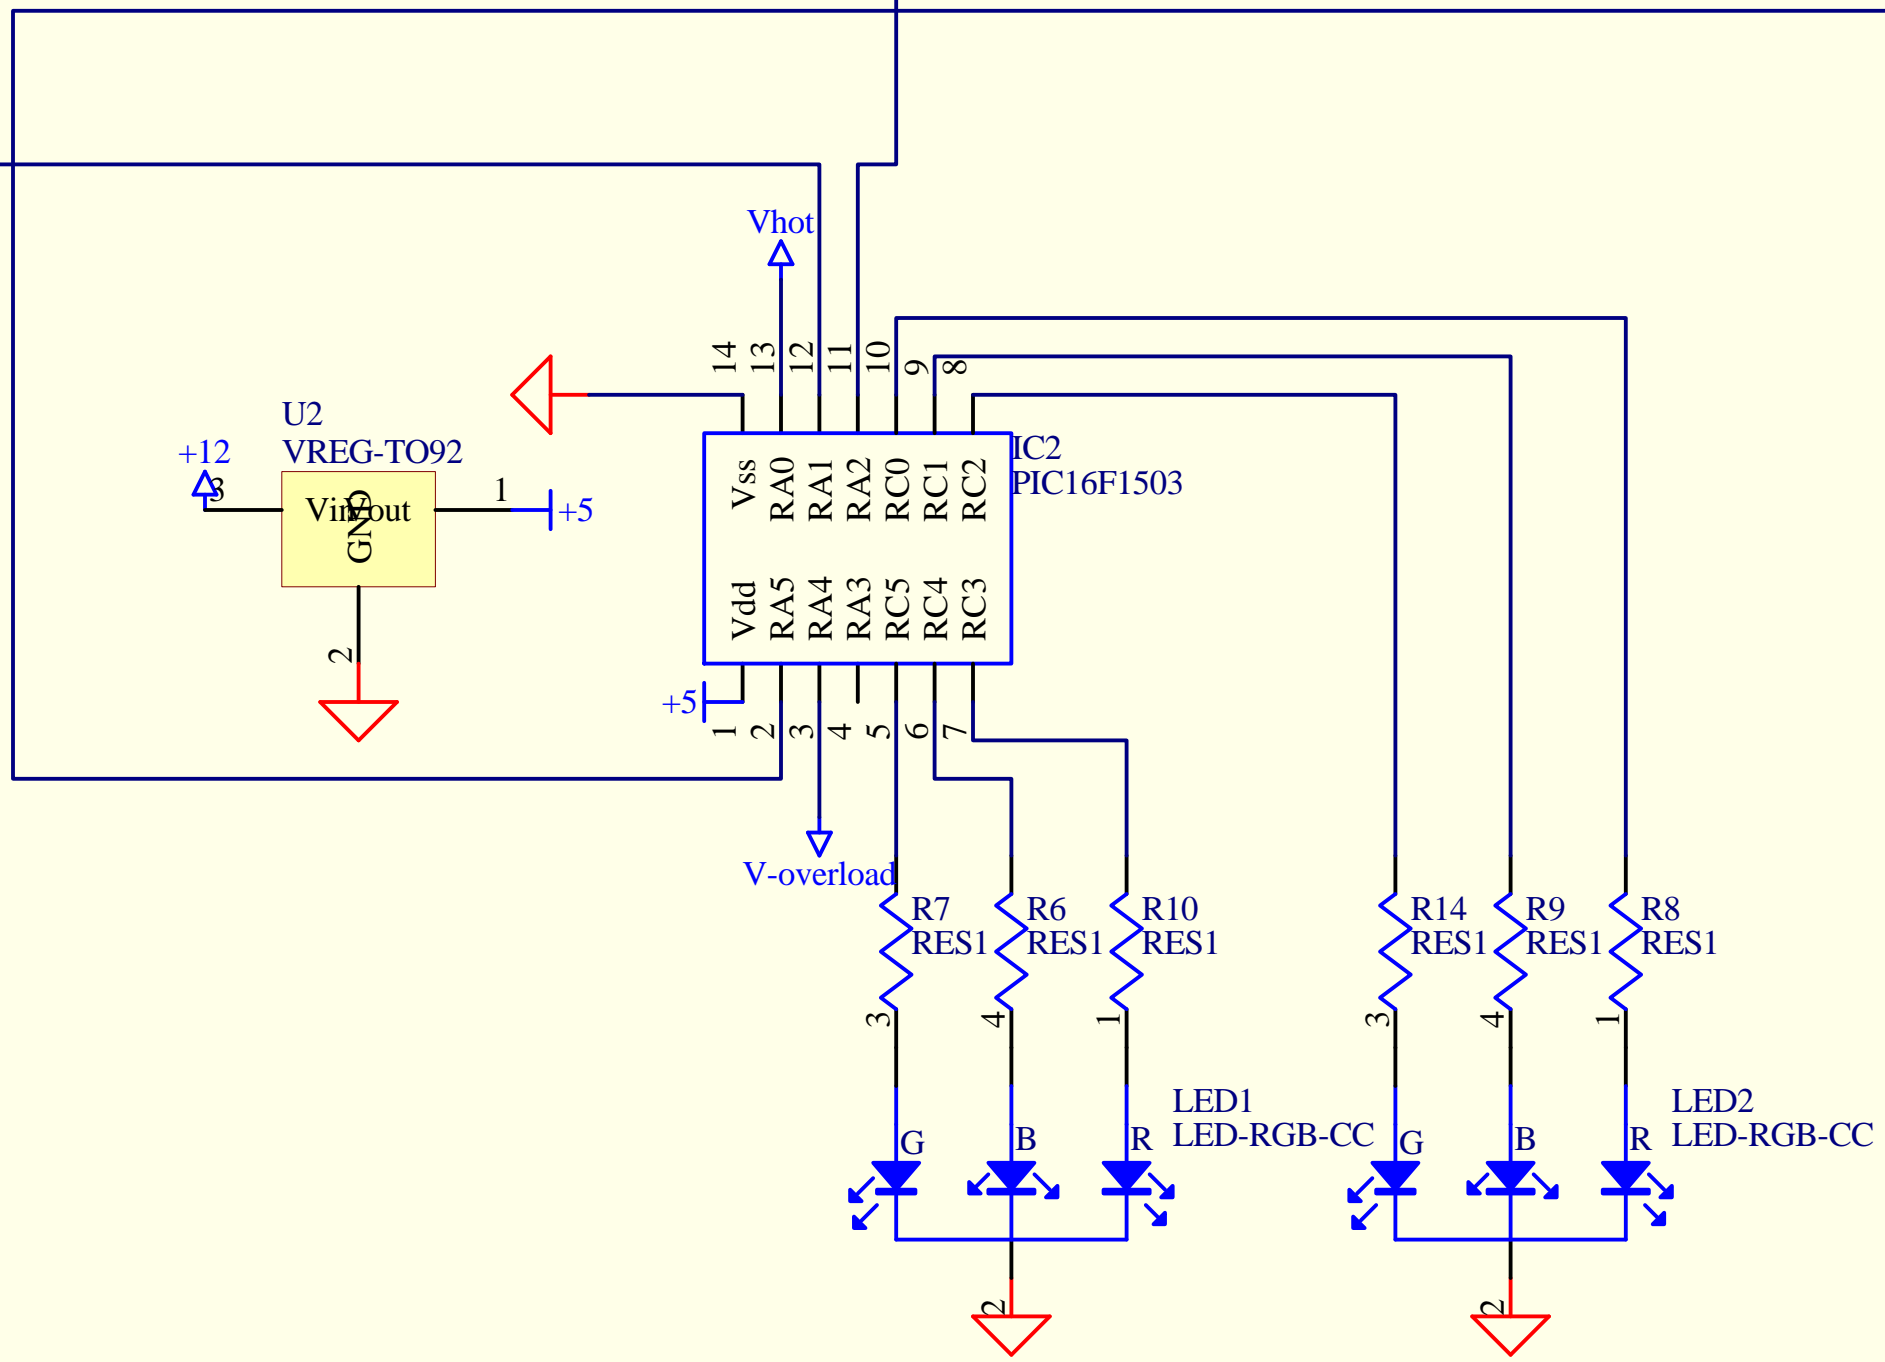 Vhot
14
13
12
11
10
9
8
U2
VREG-TO92
+12
3
Vin
Vout
GND
1
+5
2
IC2
PIC16F1503
Vss
RA0
RA1
RA2
RC0
RC1
RC2
Vdd
RA5
RA4
RA3
RC5
RC4
RC3
+5
1
2
3
4
5
6
7
V-overload
R7
RES1
R6
RES1
R10
RES1
R14
RES1
R9
RES1
R8
RES1
3
4
1
3
4
1
LED1
LED-RGB-CC
LED2
LED-RGB-CC
G
B
R
G
B
R
2
2